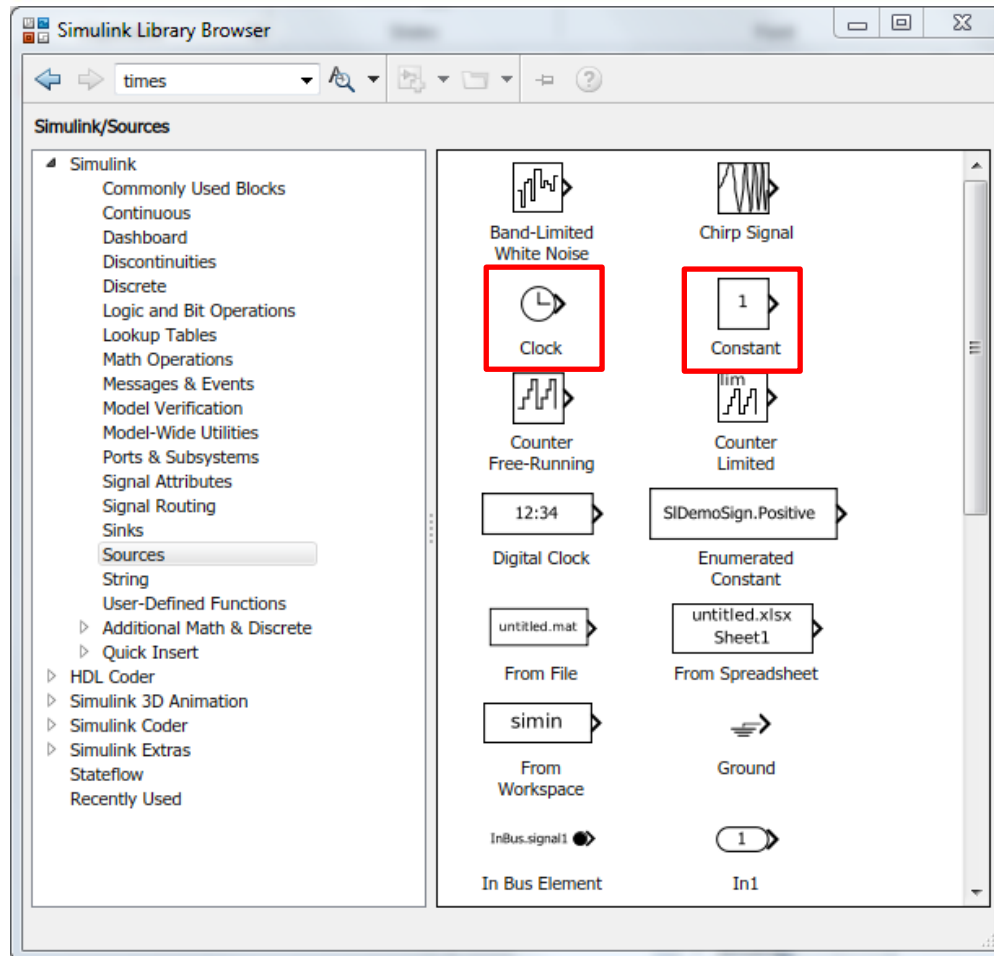 Simulink Library Browser
times
Simulink/Sources
Simulink
Commonly Used Blocks
Continuous
Dashboard
Discontinuities
Discrete
Logic and Bit Operations
Lookup Tables
Math Operations
Messages & Events
Model Verification
Model-Wide Utilities
Ports & Subsystems
Signal Attributes
Signal Routing
Sinks
Sources
String
User-Defined Functions
Additional Math & Discrete
Quick Insert
HDL Coder
Simulink 3D Animation
Simulink Coder
Simulink Extras
Stateflow
Recently Used
Band-Limited
White Noise
Chirp Signal
Clock
1
Constant
Counter
Free-Running
lim
Counter
Limited
12:34
Digital Clock
SlDemoSign.Positive
Enumerated
Constant
untitled.mat
From File
untitled.xlsx
Sheet1
From Spreadsheet
simin
From
Workspace
Ground
InBus.signal1
In Bus Element
1
In1